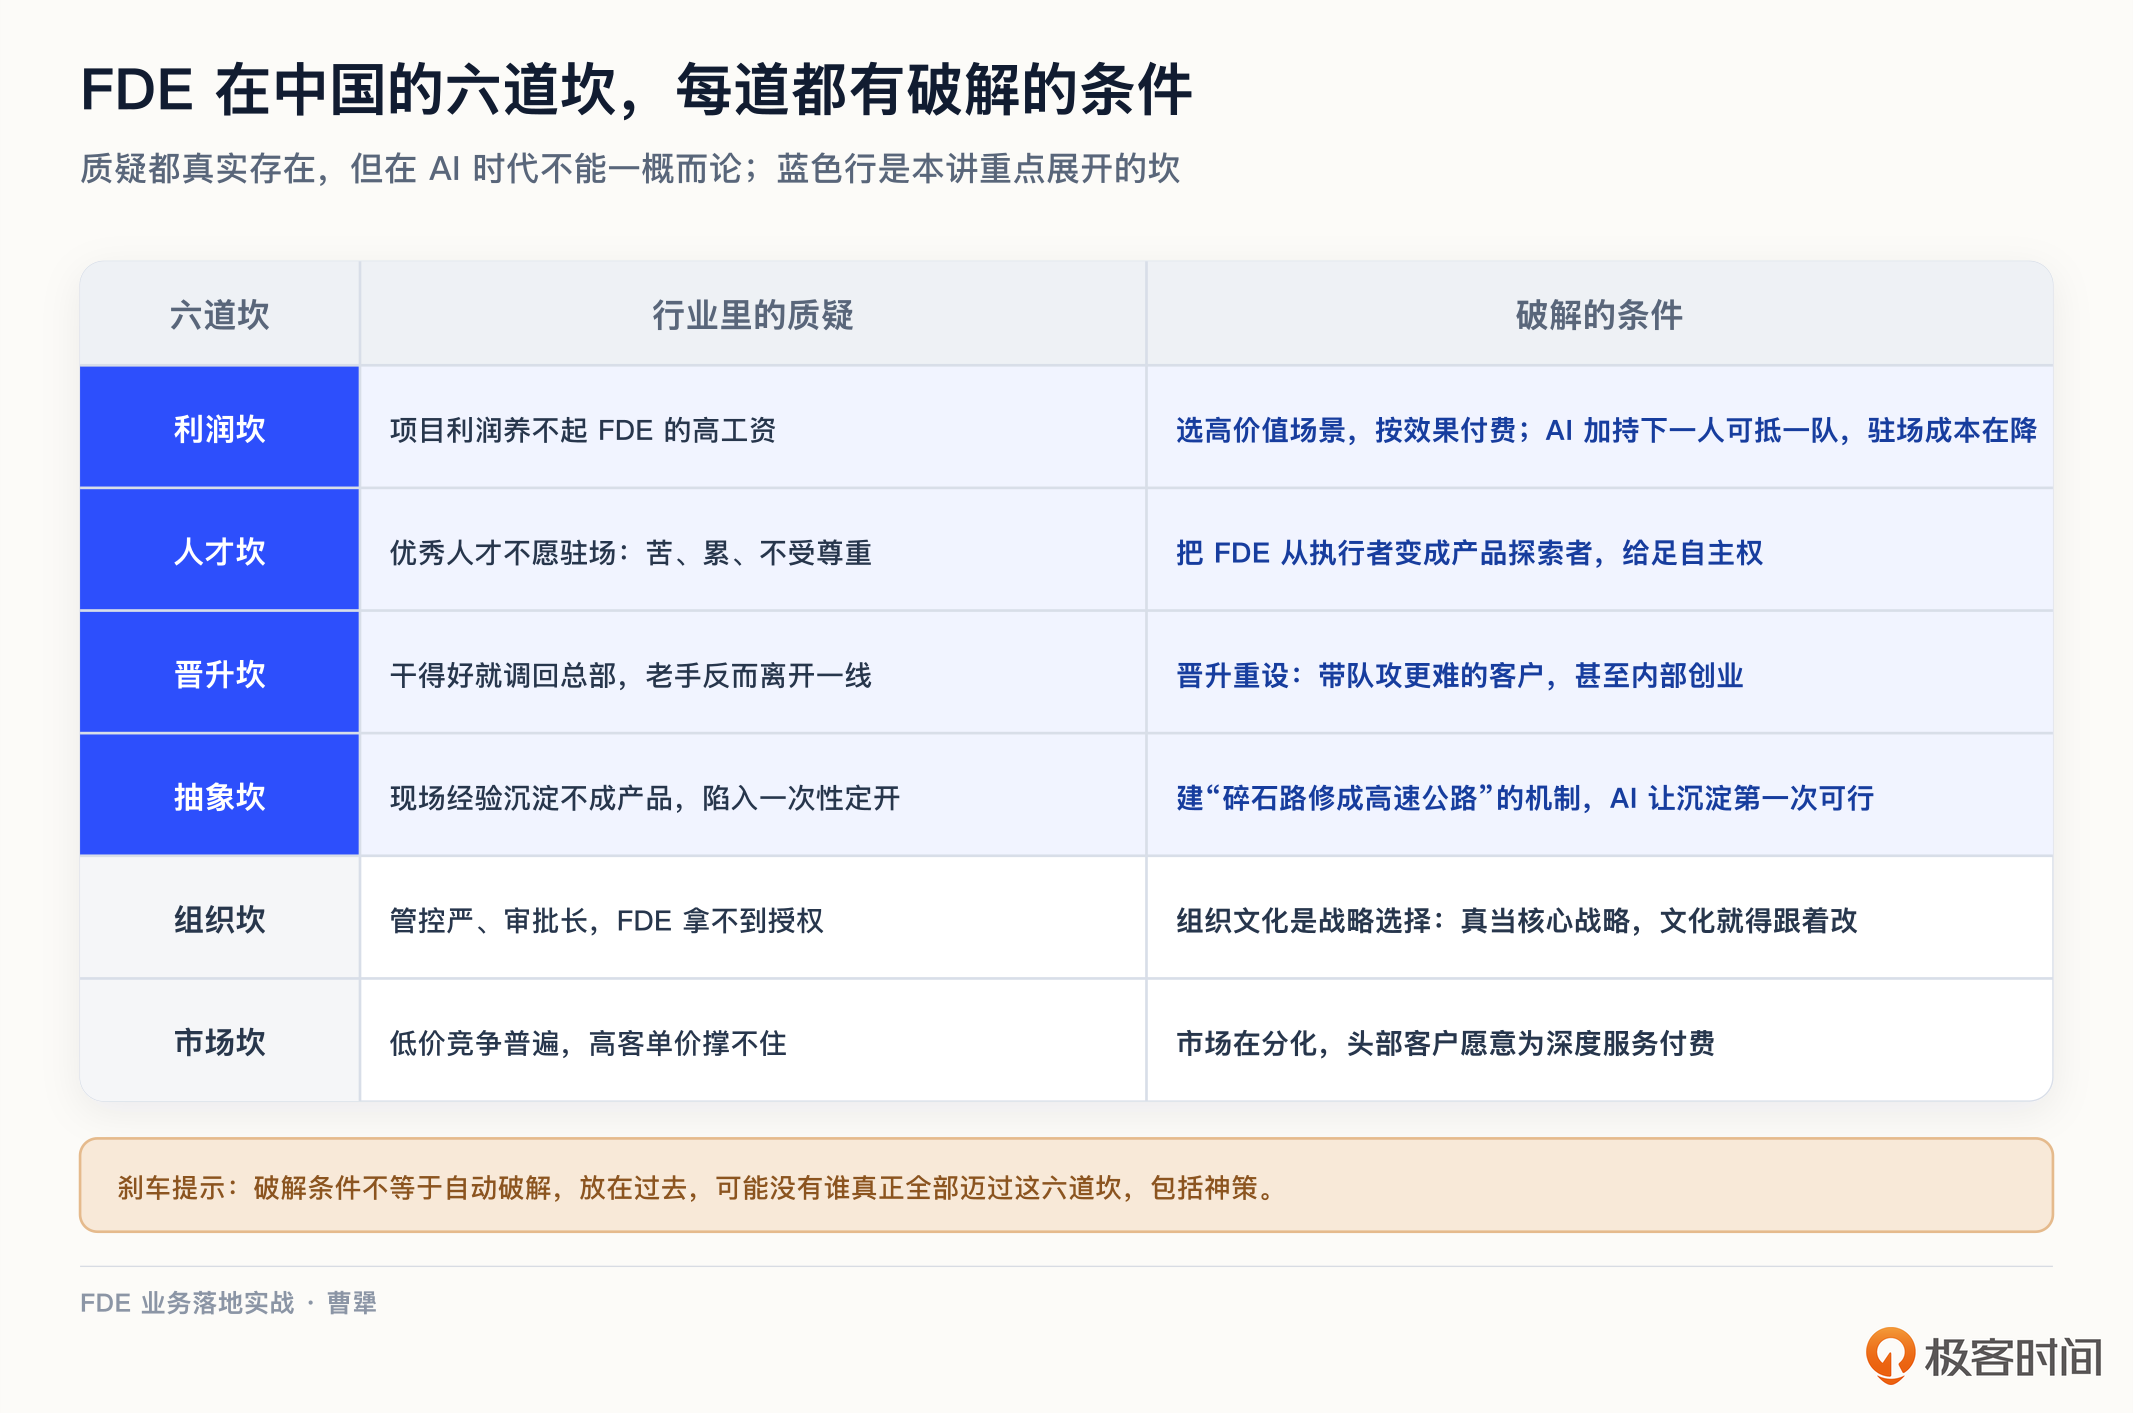 FDE 在中国的六道坎，每道都有破解的条件
质疑都真实存在，但在 AI 时代不能一概而论；蓝色行是本讲重点展开的坎
六道坎 行业里的质疑 破解的条件
利润坎 项目利润养不起 FDE 的高工资 选高价值场景，按效果付费；AI 加持下一人可抵一队，驻场成本在降
人才坎 优秀人才不愿驻场：苦、累、不受尊重 把 FDE 从执行者变成产品探索者，给足自主权
晋升坎 干得好就调回总部，老手反而离开一线 晋升重设：带队攻更难的客户，甚至内部创业
抽象坎 现场经验沉淀不成产品，陷入一次性定开 建“碎石路修成高速公路”的机制，AI 让沉淀第一次可行
组织坎 管控严、审批长，FDE 拿不到授权 组织文化是战略选择：真当核心战略，文化就得跟着改
市场坎 低价竞争普遍，高客单价撑不住 市场在分化，头部客户愿意为深度服务付费
刹车提示：破解条件不等于自动破解，放在过去，可能没有谁真正全部迈过这六道坎，包括神策。
FDE 业务落地实战 · 曹犟
极客时间